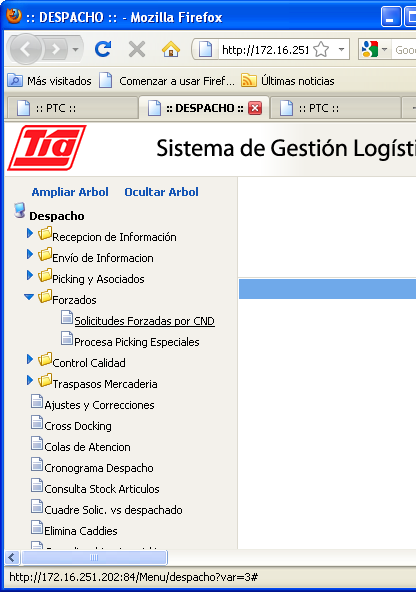 :: DESPACHO :: - Mozilla Firefox
http://172.16.251
Goo
Más visitados Comenzar a usar Firef... Últimas noticias
:: PTC :: :: DESPACHO :: :: PTC ::
Tia Sistema de Gestión Logísti
Ampliar Arbol Ocultar Arbol
Despacho
Recepcion de Información
Envío de Informacion
Picking y Asociados
Forzados
Solicitudes Forzadas por CND
Procesa Picking Especiales
Control Calidad
Traspasos Mercaderia
Ajustes y Correcciones
Cross Docking
Colas de Atencion
Cronograma Despacho
Consulta Stock Articulos
Cuadre Solic. vs despachado
Elimina Caddies
http://172.16.251.202:84/Menu/despacho?var=3#